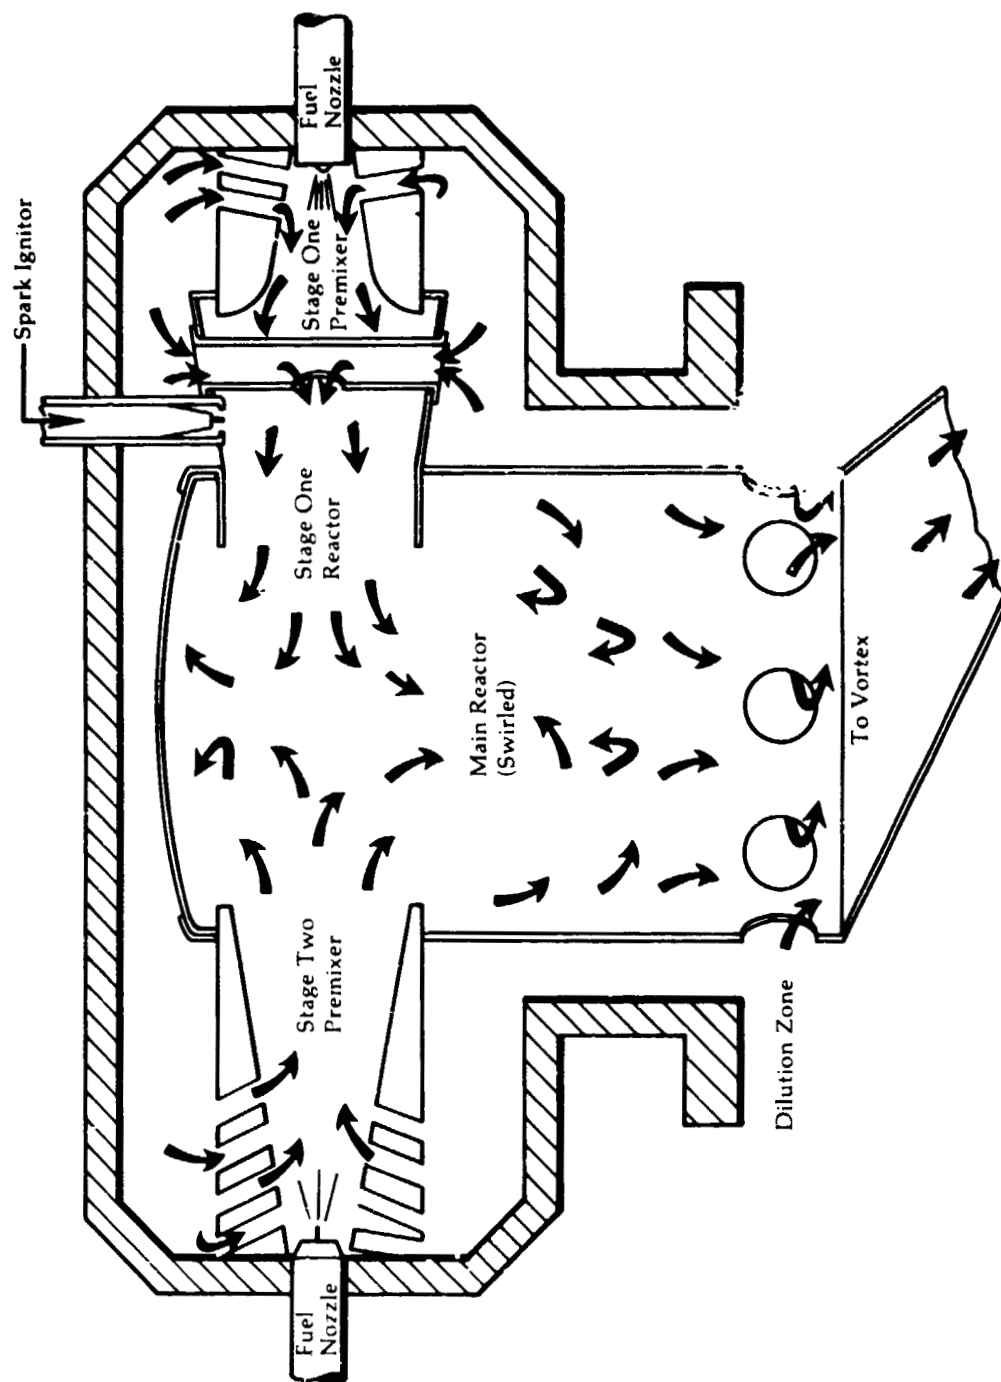 Spark Ignitor
Fuel
Nozzle
Stage One
Premixer
Stage One
Reactor
Main Reactor
(Swirled)
To Vortex
Stage Two
Premixer
Dilution Zone
Fuel
Nozzle